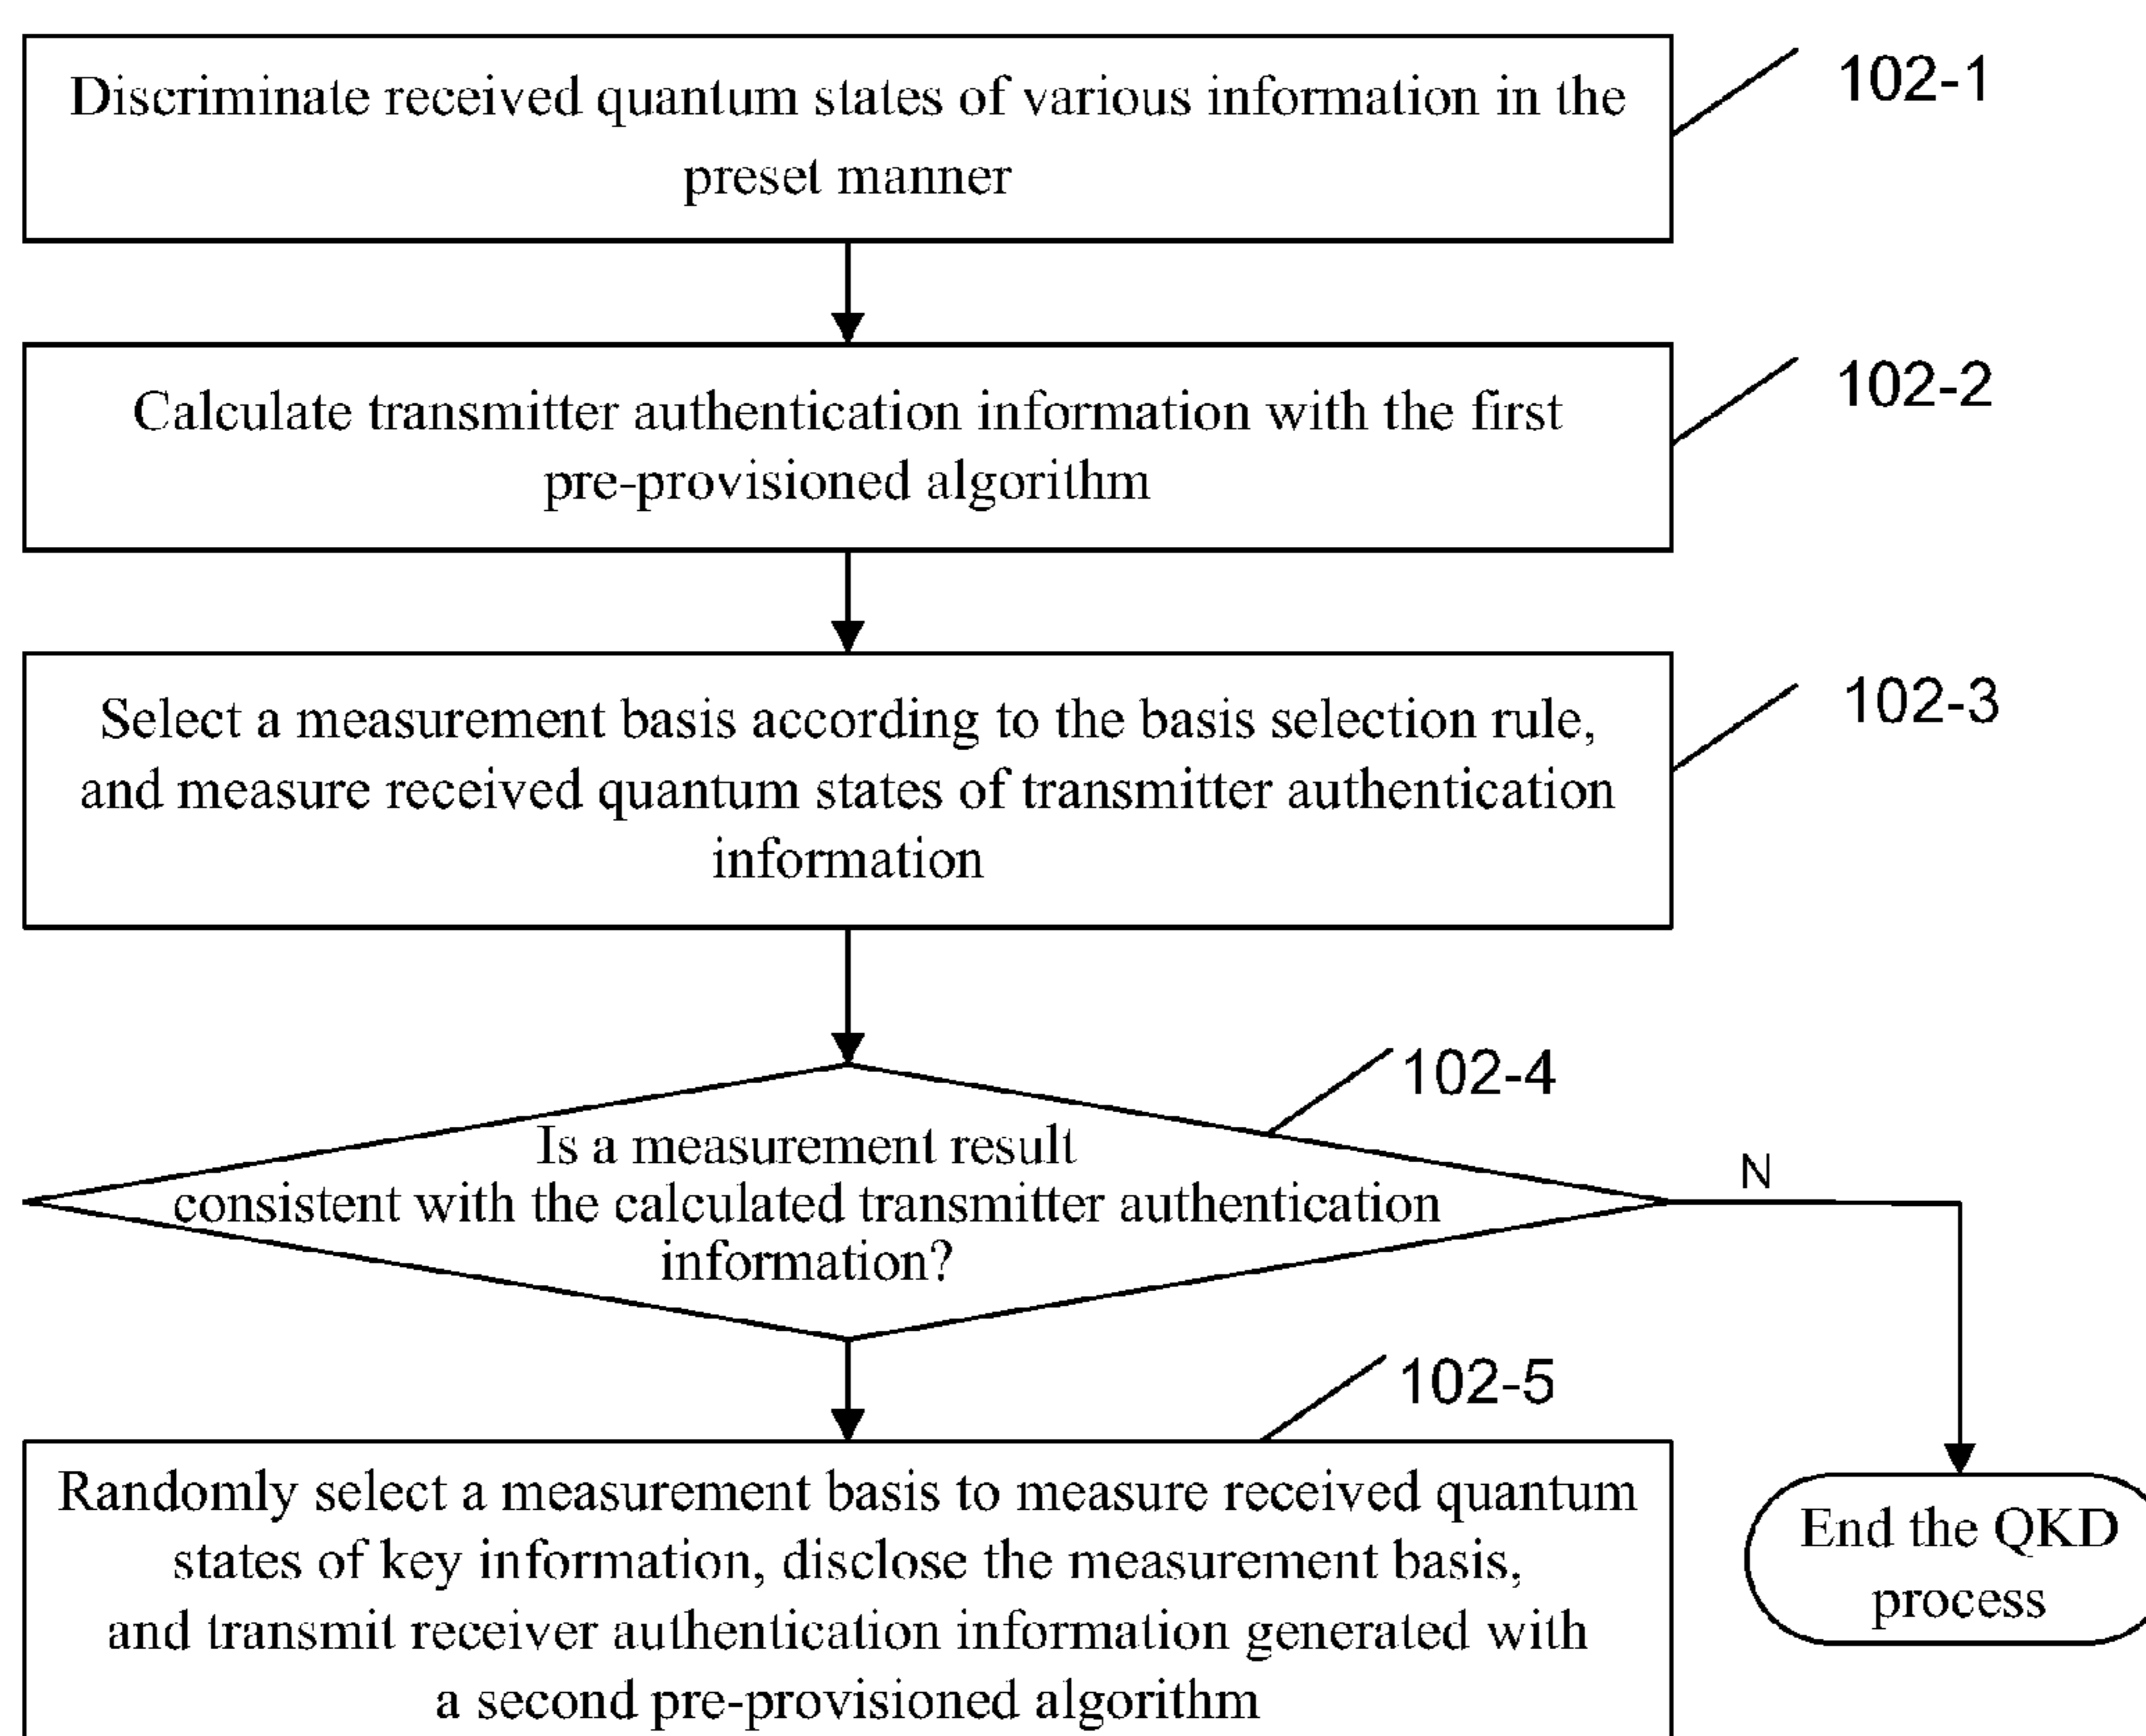 Discriminate received quantum states of various information in the
preset manner
102-1
Calculate transmitter authentication information with the first
pre-provisioned algorithm
102-2
Select a measurement basis according to the basis selection rule,
and measure received quantum states of transmitter authentication
information
102-3
102-4
Is a measurement result
consistent with the calculated transmitter authentication
information?
N
102-5
Randomly select a measurement basis to measure received quantum
states of key information, disclose the measurement basis,
and transmit receiver authentication information generated with
a second pre-provisioned algorithm
End the QKD
process